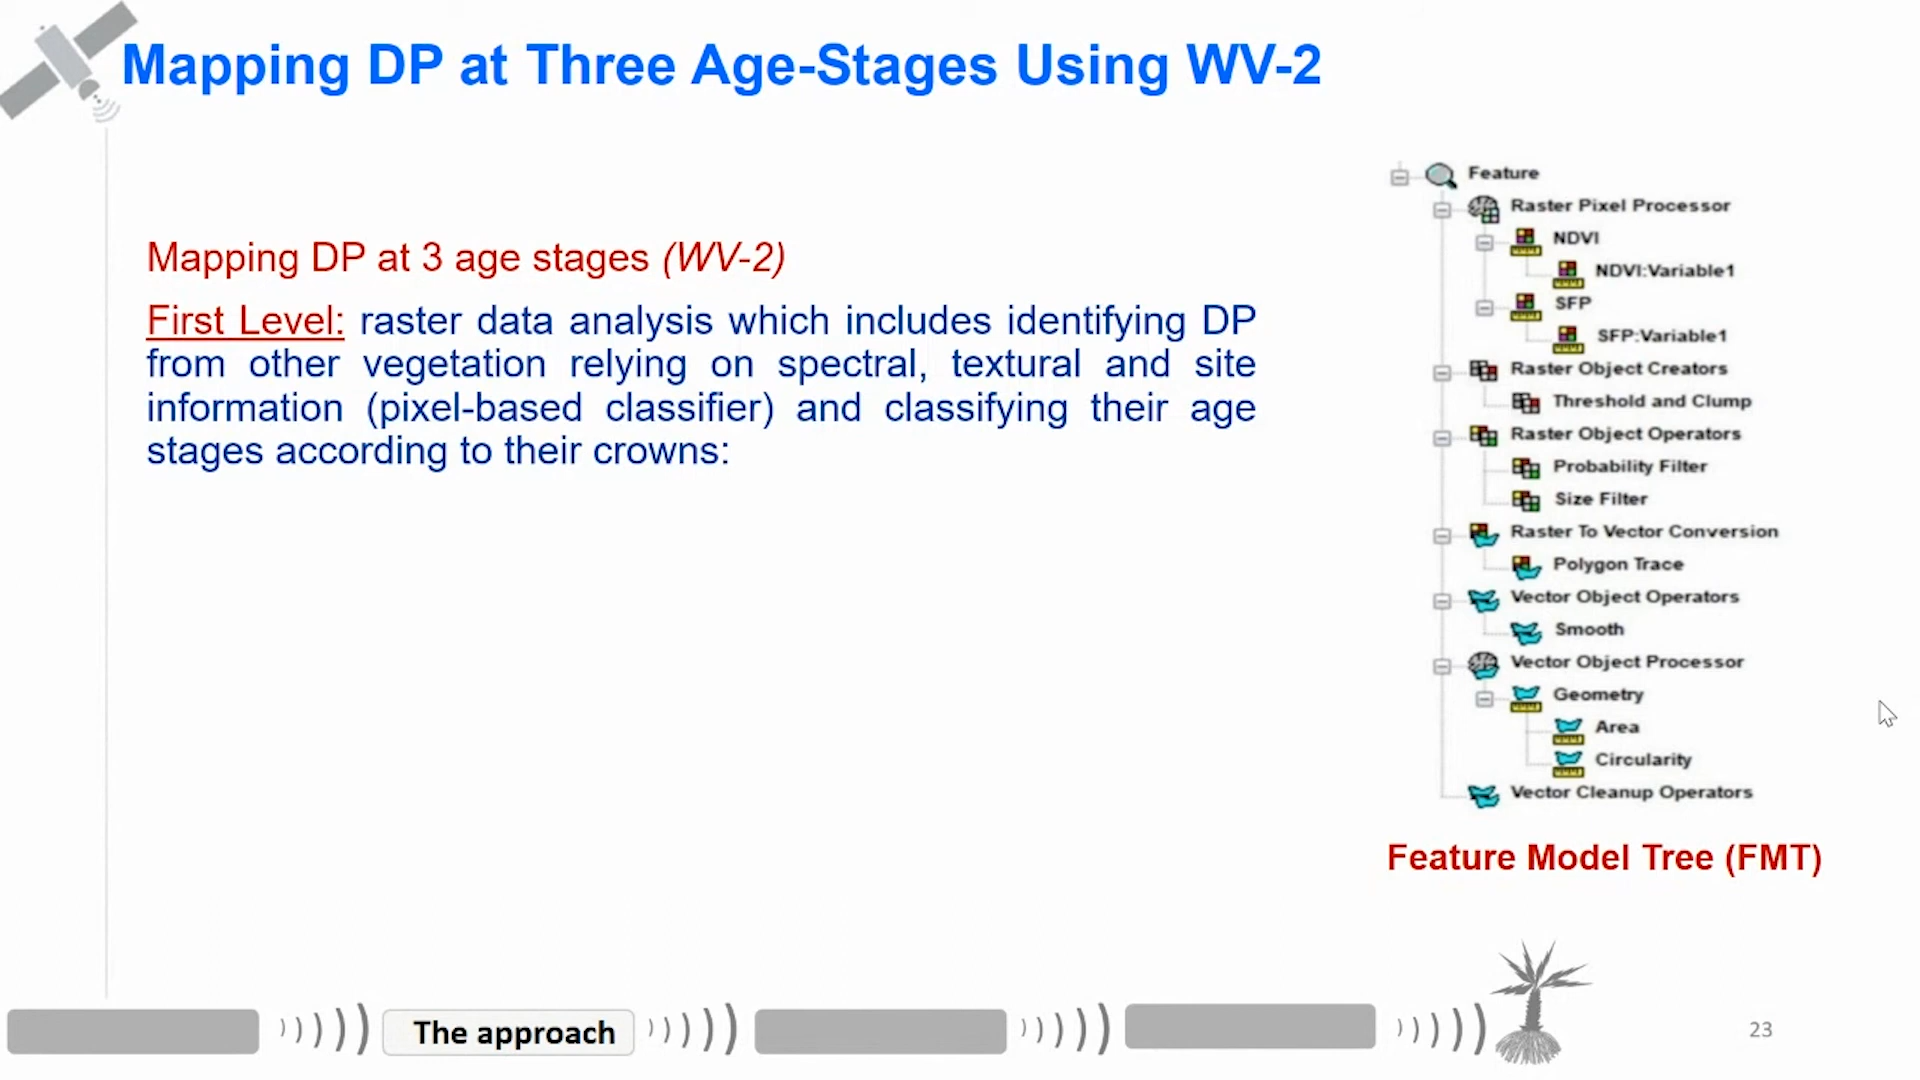 Mapping DP at Three Age-Stages Using WV-2
Mapping DP at 3 age stages (WV-2)
First Level: raster data analysis which includes identifying DP
from other vegetation relying on spectral, textural and site
information (pixel-based classifier) and classifying their age
stages according to their crowns:
Feature
Raster Pixel Processor
NDVI
NDVI:Variable1
SFP
SFP:Variable1
Raster Object Creators
Threshold and Clump
Raster Object Operators
Probability Filter
Size Filter
Raster To Vector Conversion
Polygon Trace
Vector Object Operators
Smooth
Vector Object Processor
Geometry
Area
Circularity
Vector Cleanup Operators
Feature Model Tree (FMT)
The approach
23